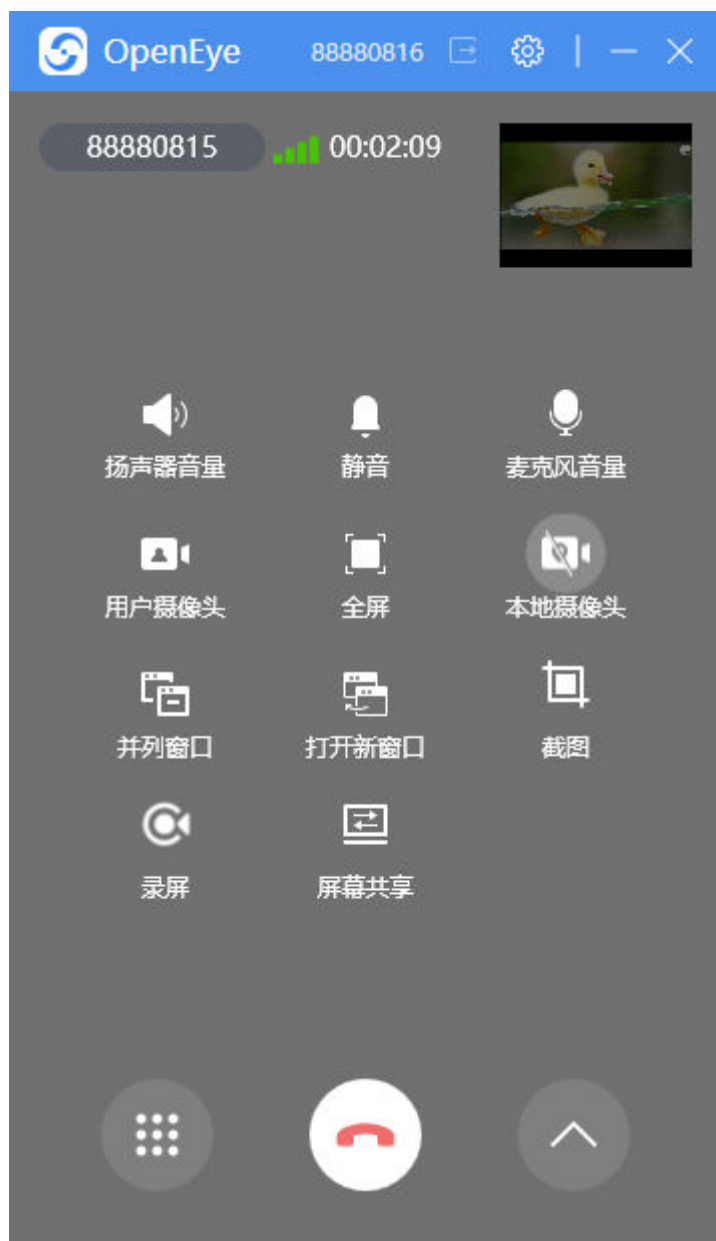 OpenEye 88880816
88880815 00:02:09
扬声器音量 静音 麦克风音量
用户摄像头 全屏 本地摄像头
并列窗口 打开新窗口 截图
录屏 屏幕共享